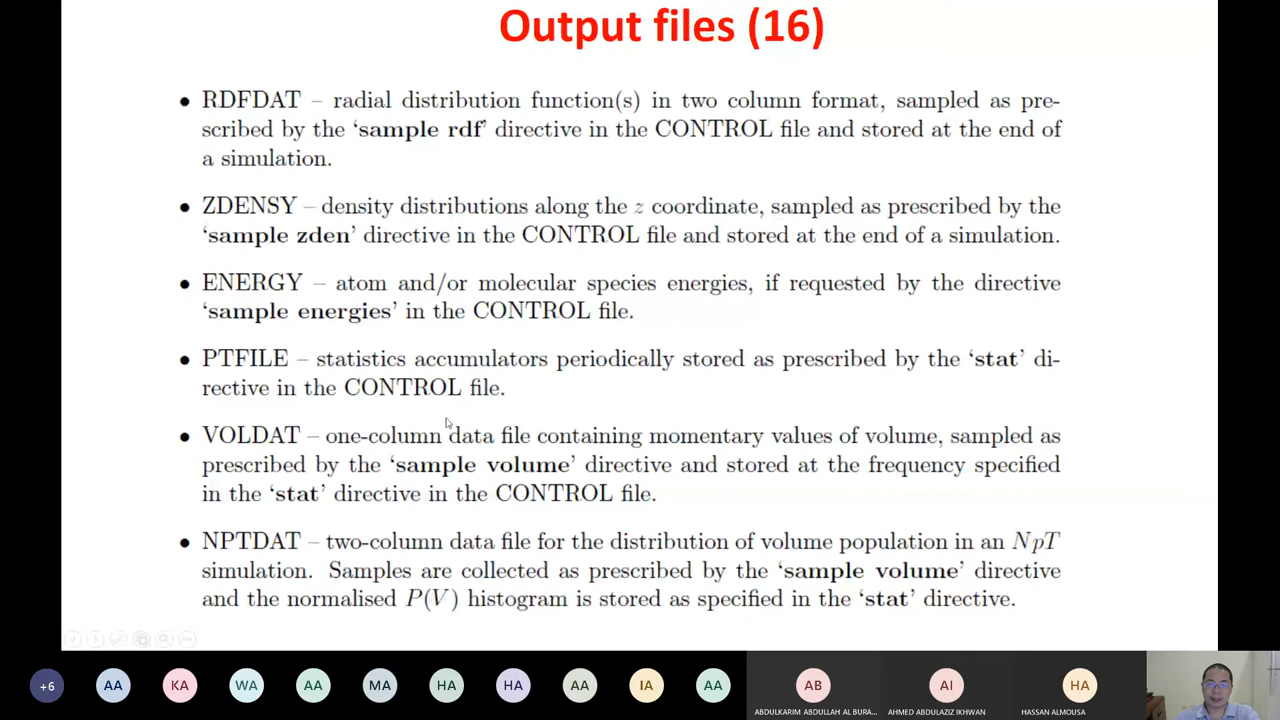 Output files (16)
• RDFDAT – radial distribution function(s) in two column format, sampled as pre-
scribed by the ‘sample rdf’ directive in the CONTROL file and stored at the end of
a simulation.
• ZDENSY – density distributions along the z coordinate, sampled as prescribed by the
‘sample zden’ directive in the CONTROL file and stored at the end of a simulation.
• ENERGY – atom and/or molecular species energies, if requested by the directive
‘sample energies’ in the CONTROL file.
• PTFILE – statistics accumulators periodically stored as prescribed by the ‘stat’ di-
rective in the CONTROL file.
• VOLDAT – one-column data file containing momentary values of volume, sampled as
prescribed by the ‘sample volume’ directive and stored at the frequency specified
in the ‘stat’ directive in the CONTROL file.
• NPTDAT – two-column data file for the distribution of volume population in an NpT
simulation. Samples are collected as prescribed by the ‘sample volume’ directive
and the normalised P(V) histogram is stored as specified in the ‘stat’ directive.
+6 AA KA WA AA MA HA HA AA IA AA AB AI HA
ABDULKARIM ABDULLAH AL BURA... AHMED ABDULAZIZ IKHWAN HASSAN ALMOUSA